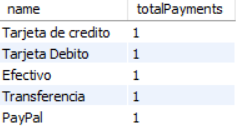 name totalPayments
Tarjeta de credito 1
Tarjeta Debito 1
Efectivo 1
Transferencia 1
PayPal 1